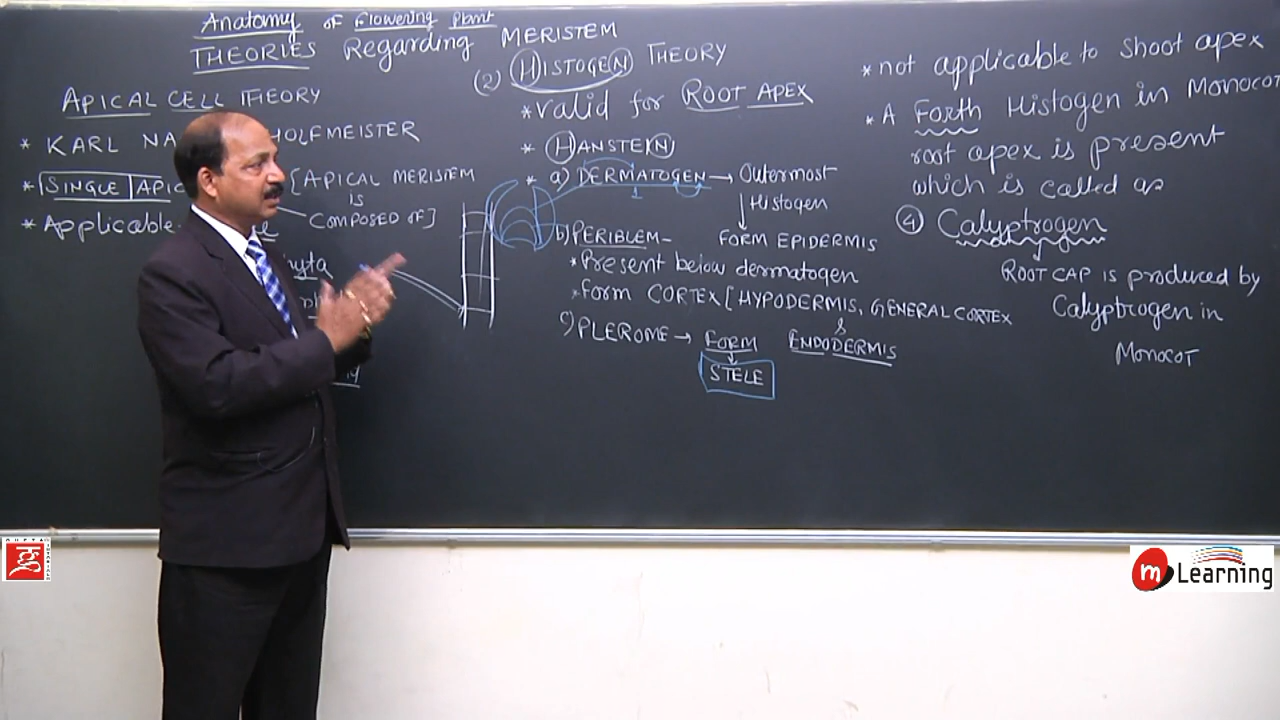 Anatomy of Flowering Plant
THEORIES Regarding MERISTEM
APICAL CELL THEORY
* KARL NA HOLFMEISTER
* SINGLE APIC [APICAL MERISTEM
IS
COMPOSED OF]
* Applicable
(2) HISTOGEN THEORY
* valid for ROOT APEX
* HANSTEIN
* a) DERMATOGEN → Outermost
Histogen
FORM EPIDERMIS
b) PERIBLEM-
* Present below dermatogen
* Form CORTEX [HYPODERMIS, GENERAL CORTEX
&
ENDODERMIS
c) PLEROME → FORM
STELE
* not applicable to shoot apex
* A Forth Histogen in Monocot
root apex is present
which is called as
④ Calyptrogen
ROOT CAP is produced by
Calyptrogen in
MONOCOT
m Learning